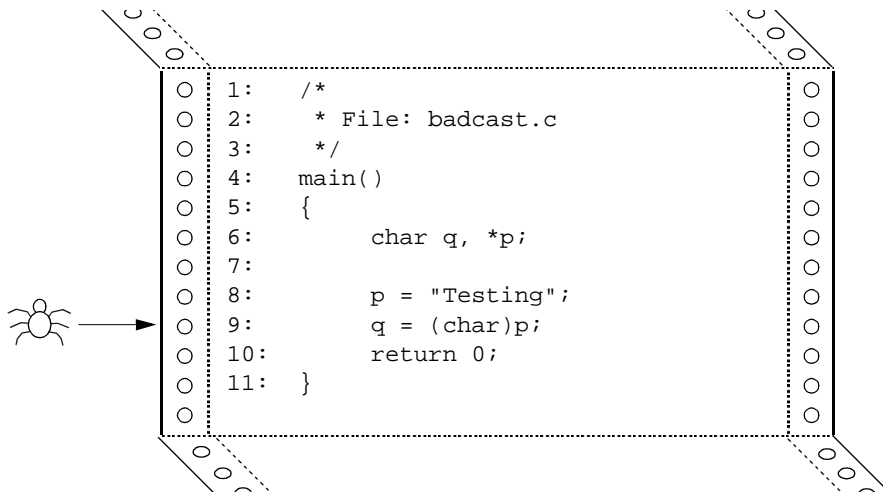 1: /*
2: * File: badcast.c
3: */
4: main()
5: {
6: char q, *p;
7:
8: p = "Testing";
9: q = (char)p;
10: return 0;
11: }